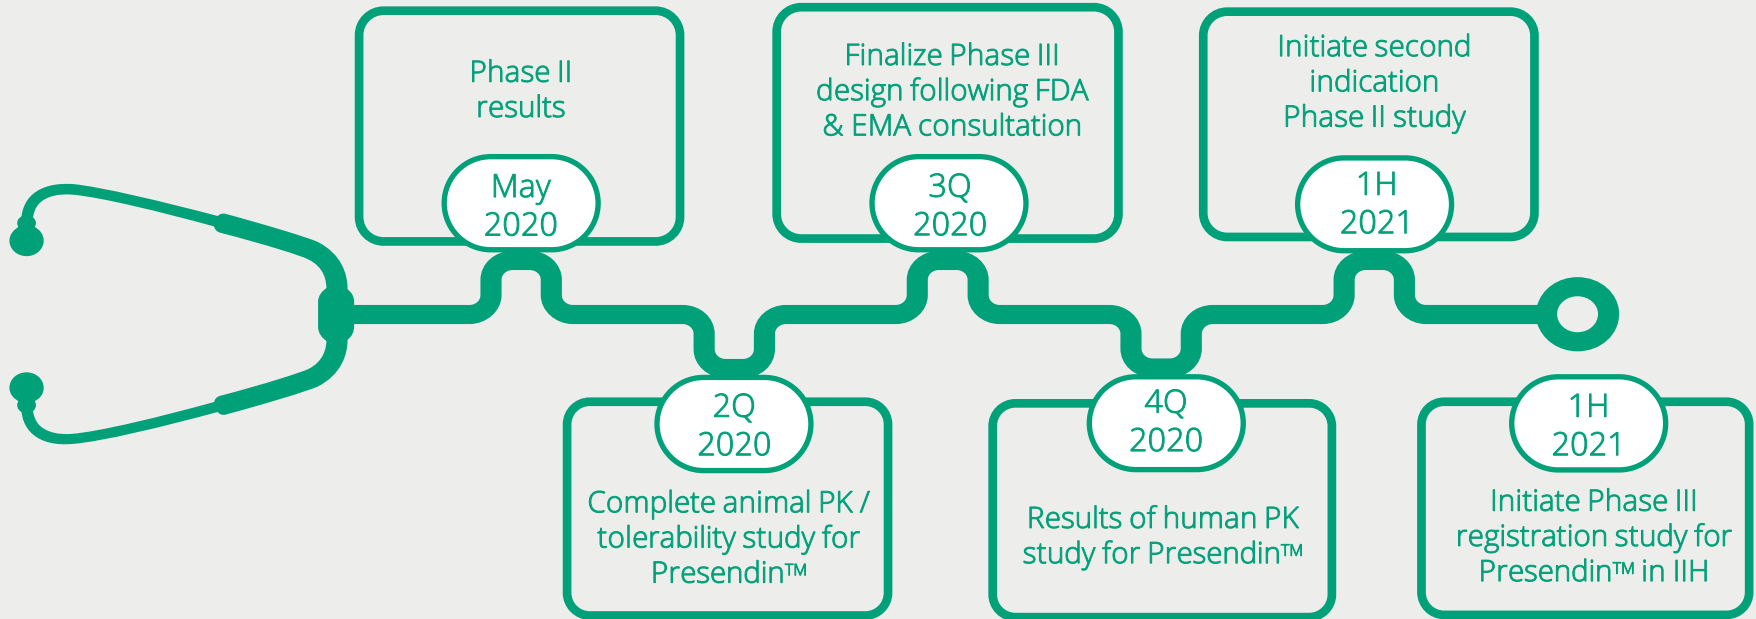 Phase II
results
May
2020
2Q
2020
Complete animal PK /
tolerability study for
Presendin™
Finalize Phase III
design following FDA
& EMA consultation
3Q
2020
4Q
2020
Results of human PK
study for Presendin™
Initiate second
indication
Phase II study
1H
2021
1H
2021
Initiate Phase III
registration study for
Presendin™ in IIH